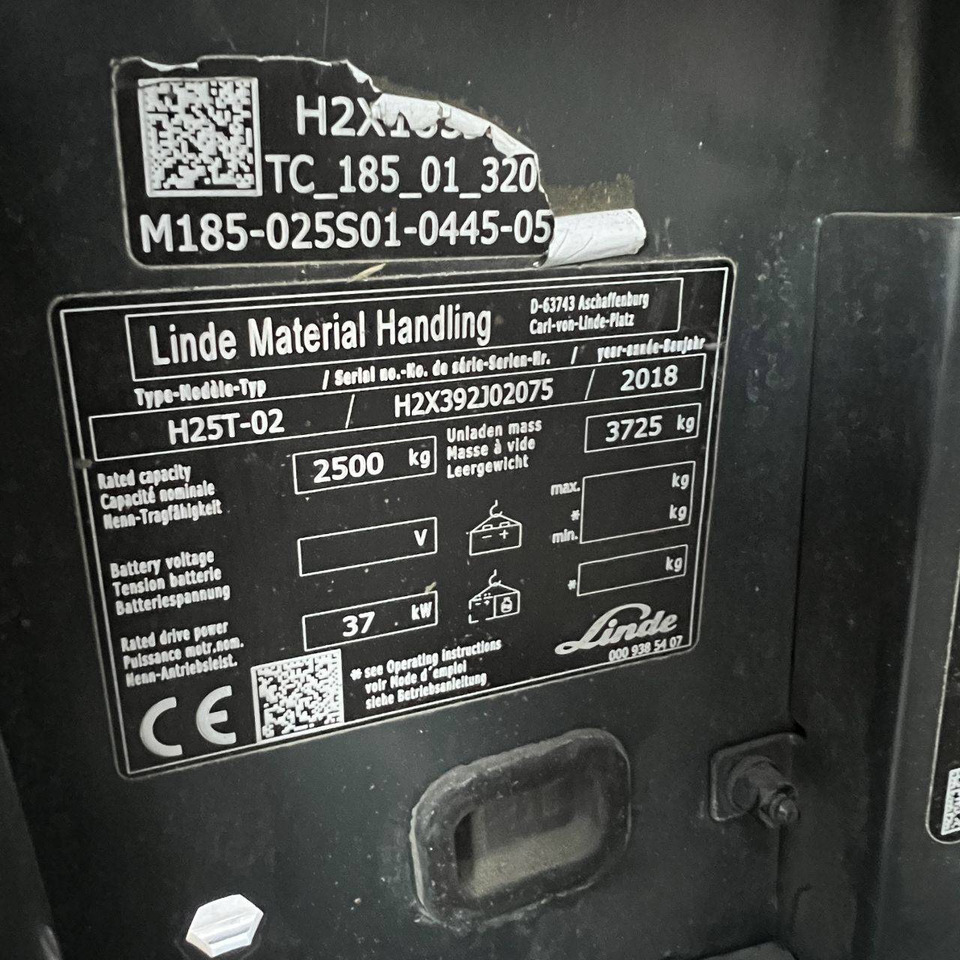 TC_185_01_320
M185-025S01-0445-05
Linde Material Handling
D-63743 Aschaffenburg
Carl-von-Linde-Platz
Type-Modèle-Typ / Serial no.-No. de série-Serien-Nr. / year-année-Baujahr
H25T-02 / H2X392J02075 / 2018
Rated capacity
Capacité nominale
Nenn-Tragfähigkeit
2500 kg
Unladen mass
Masse à vide
Leergewicht
3725 kg
Battery voltage
Tension batterie
Batteriespannung
V
max. kg
* kg
min.
* kg
Rated drive power
Puissance motr.nom.
Nenn-Antriebsleist.
37 kW
* see Operating Instructions
voir Mode d'emploi
siehe Betriebsanleitung
Linde
000 938 54 07
CE